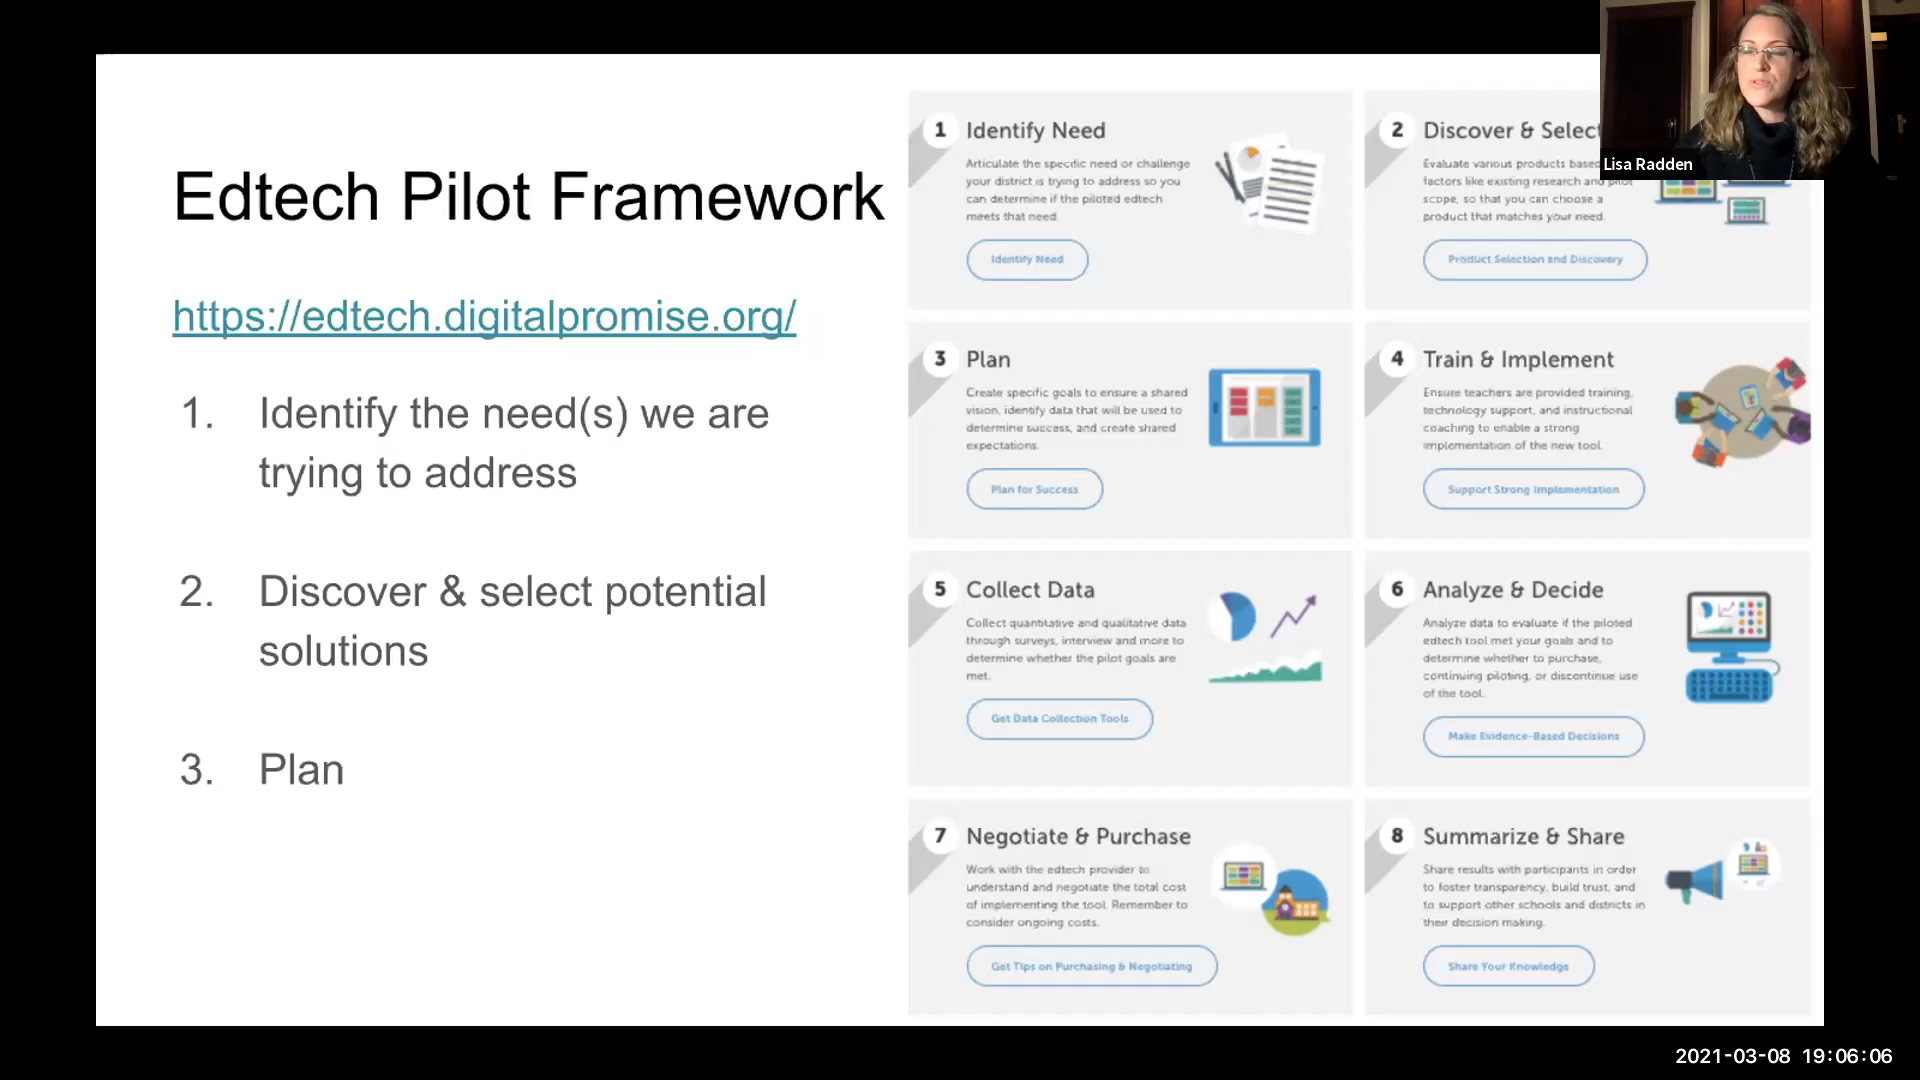 Edtech Pilot Framework
https://edtech.digitalpromise.org/
1. Identify the need(s) we are
trying to address
2. Discover & select potential
solutions
3. Plan
1 Identify Need
Articulate the specific need or challenge
your district is trying to address so you
can determine if the piloted edtech
meets that need.
Identify Need
2 Discover & Select
Evaluate various products based
factors like existing research and pilot
scope, so that you can choose a
product that matches your need.
Product Selection and Discovery
3 Plan
Create specific goals to ensure a shared
vision, identify data that will be used to
determine success, and create shared
expectations.
Plan for Success
4 Train & Implement
Ensure teachers are provided training,
technology support, and instructional
coaching to enable a strong
implementation of the new tool.
Support Strong Implementation
5 Collect Data
Collect quantitative and qualitative data
through surveys, interview and more to
determine whether the pilot goals are
met.
Get Data Collection Tools
6 Analyze & Decide
Analyze data to evaluate if the piloted
edtech tool met your goals and to
determine whether to purchase,
continuing piloting, or discontinue use
of the tool.
Make Evidence-Based Decisions
7 Negotiate & Purchase
Work with the edtech provider to
understand and negotiate the total cost
of implementing the tool. Remember to
consider ongoing costs.
Get Tips on Purchasing & Negotiating
8 Summarize & Share
Share results with participants in order
to foster transparency, build trust, and
to support other schools and districts in
their decision making.
Share Your Knowledge
Lisa Radden
2021-03-08 19:06:06